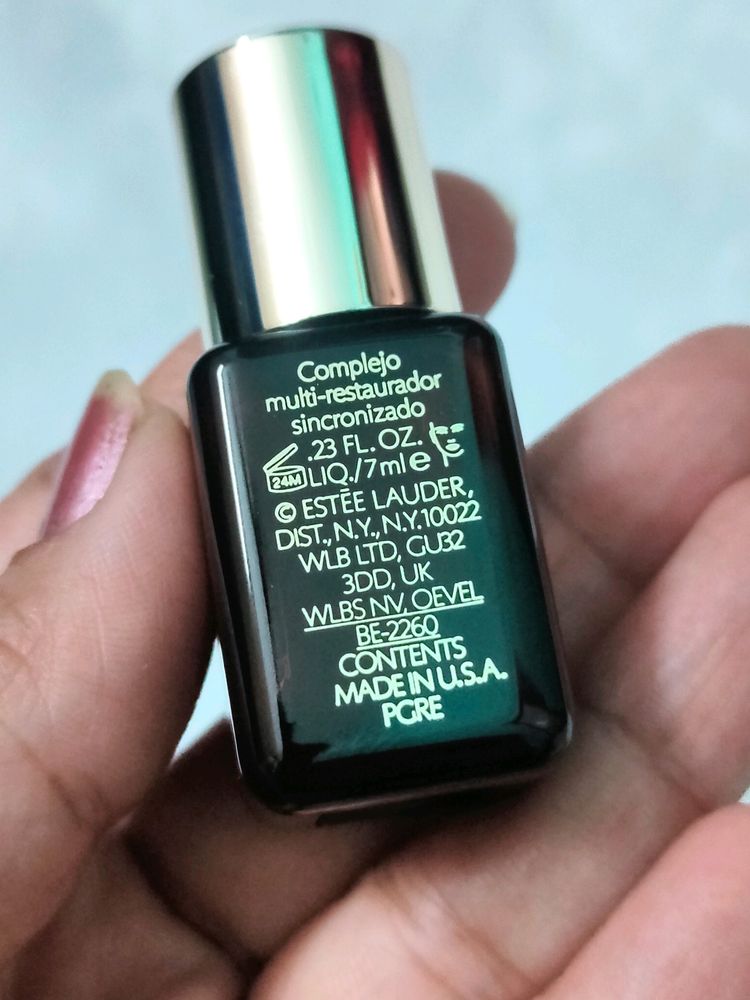 Complejo
multi-restaurador
sincronizado
.23 FL. OZ.
24M LIQ./7 ml e
© ESTĒE LAUDER,
DIST., N.Y., N.Y. 10022
WLB LTD, GU32
3DD, UK
WLBS NV, OEVEL
BE-2260
CONTENTS
MADE IN U.S.A.
PGRE